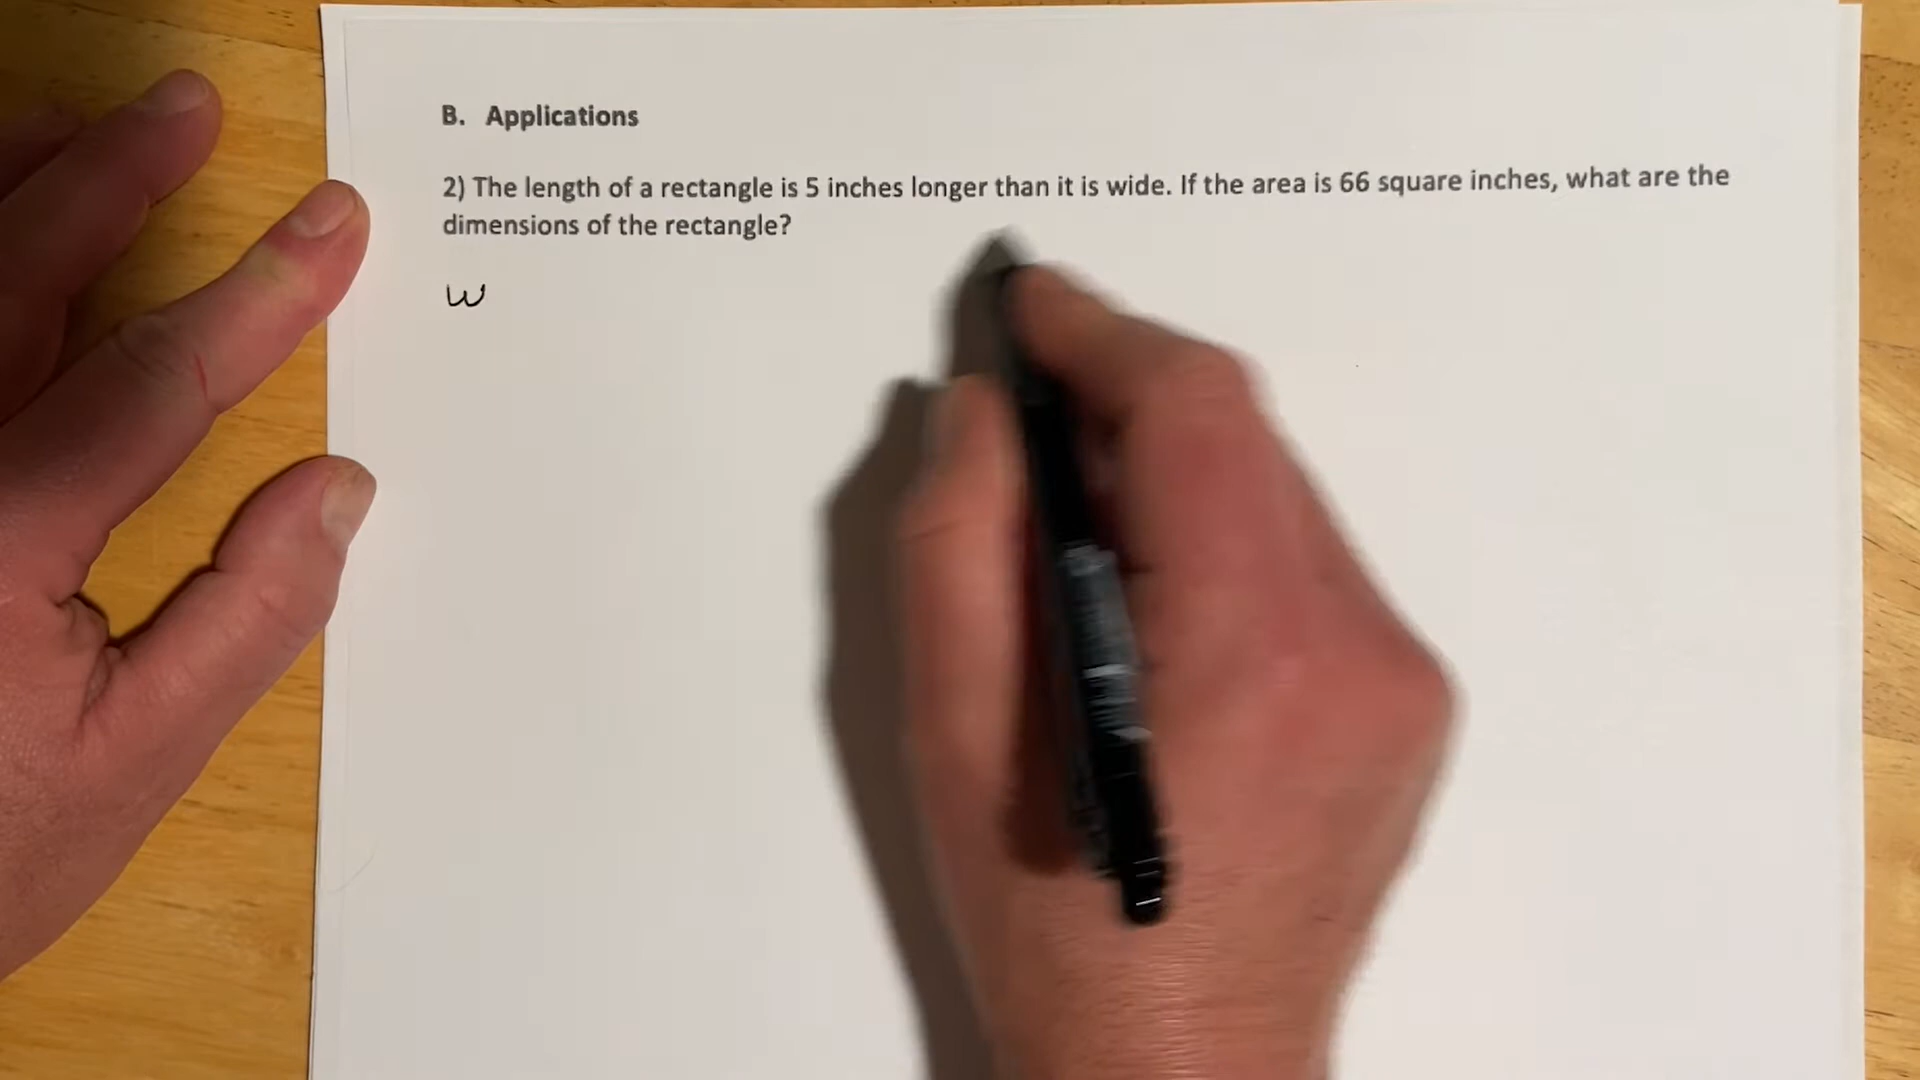 B. Applications
2) The length of a rectangle is 5 inches longer than it is wide. If the area is 66 square inches, what are the
dimensions of the rectangle?
w